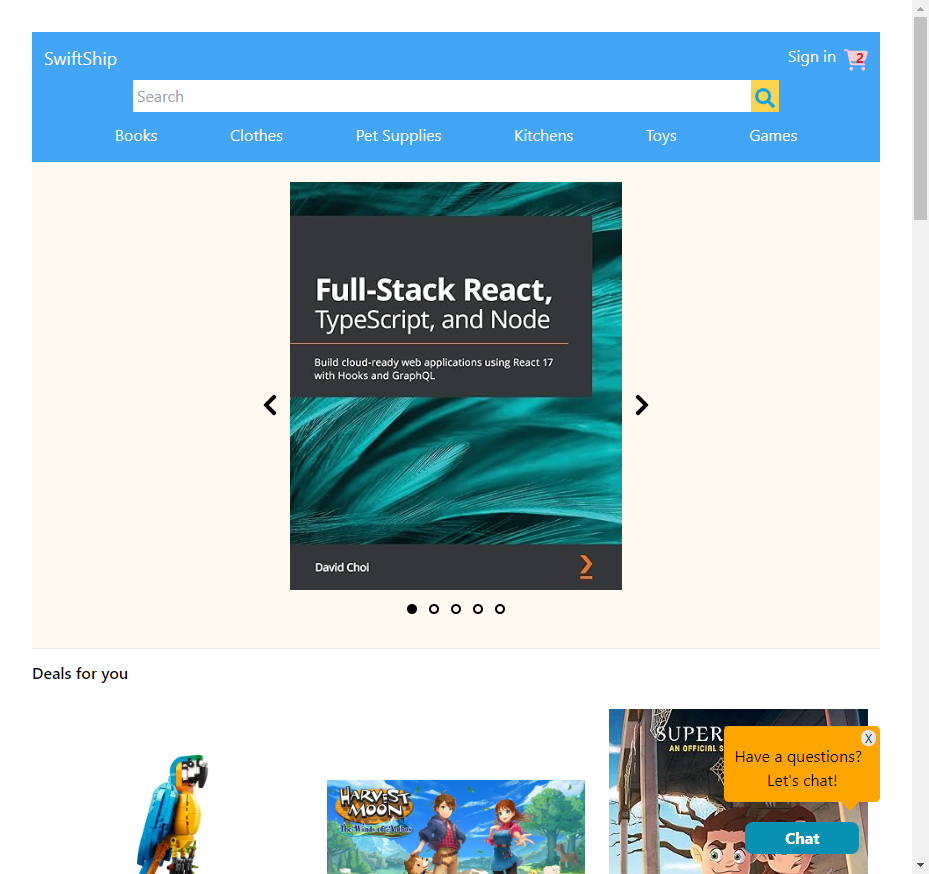 SwiftShip
Sign in
2
Search
Books Clothes Pet Supplies Kitchens Toys Games
Full-Stack React,
TypeScript, and Node
Build cloud-ready web applications using React 17
with Hooks and GraphQL
David Choi
Deals for you
HARVEST
MOON
The Winds of Anthos
SUPER
AN OFFICIAL S
X
Have a questions?
Let's chat!
Chat